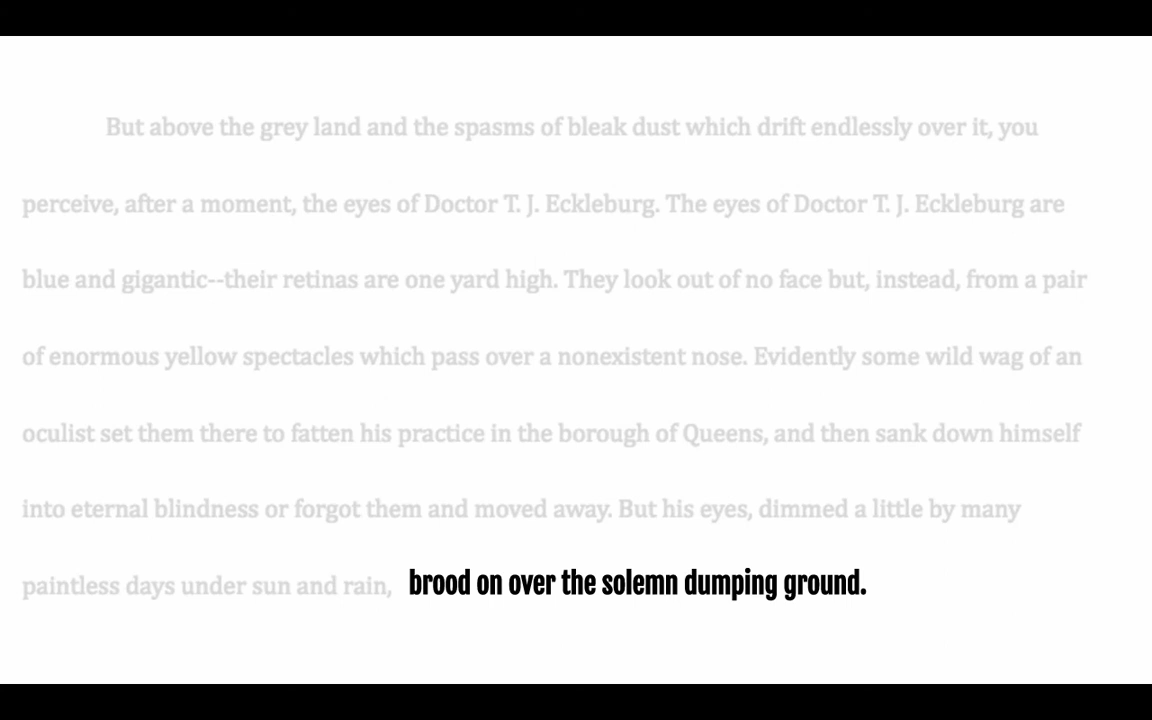 But above the grey land and the spasms of bleak dust which drift endlessly over it, you
perceive, after a moment, the eyes of Doctor T. J. Eckleburg. The eyes of Doctor T. J. Eckleburg are
blue and gigantic--their retinas are one yard high. They look out of no face but, instead, from a pair
of enormous yellow spectacles which pass over a nonexistent nose. Evidently some wild wag of an
oculist set them there to fatten his practice in the borough of Queens, and then sank down himself
into eternal blindness or forgot them and moved away. But his eyes, dimmed a little by many
paintless days under sun and rain, brood on over the solemn dumping ground.